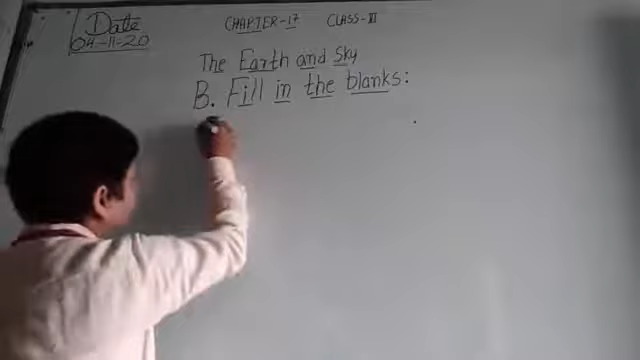 Date
04-11-20
CHAPTER-17 CLASS-III
The Earth and Sky
B. Fill in the blanks: